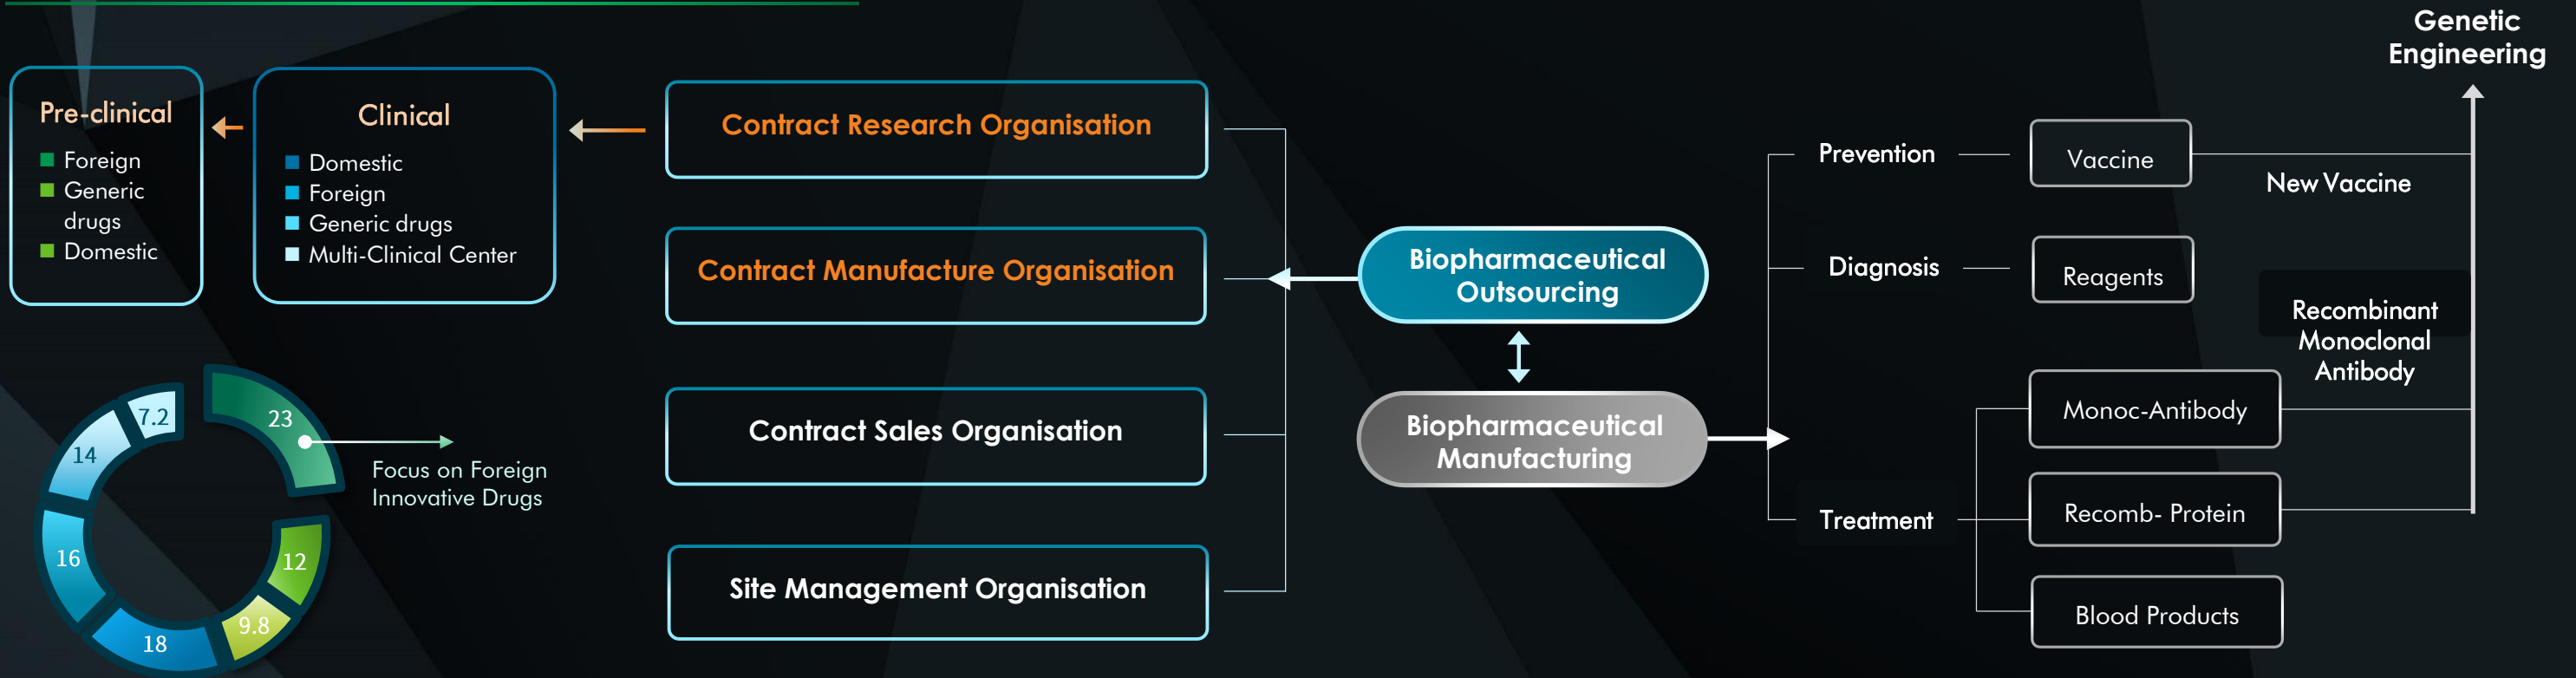 Pre-clinical
Foreign
Generic
drugs
Domestic
Clinical
Domestic
Foreign
Generic drugs
Multi-Clinical Center
23
12
9.8
18
16
14
7.2
Focus on Foreign
Innovative Drugs
Contract Research Organisation
Contract Manufacture Organisation
Contract Sales Organisation
Site Management Organisation
Biopharmaceutical
Outsourcing
Biopharmaceutical
Manufacturing
Prevention
Diagnosis
Treatment
Vaccine
Reagents
Monoc-Antibody
Recomb- Protein
Blood Products
New Vaccine
Recombinant
Monoclonal
Antibody
Genetic
Engineering